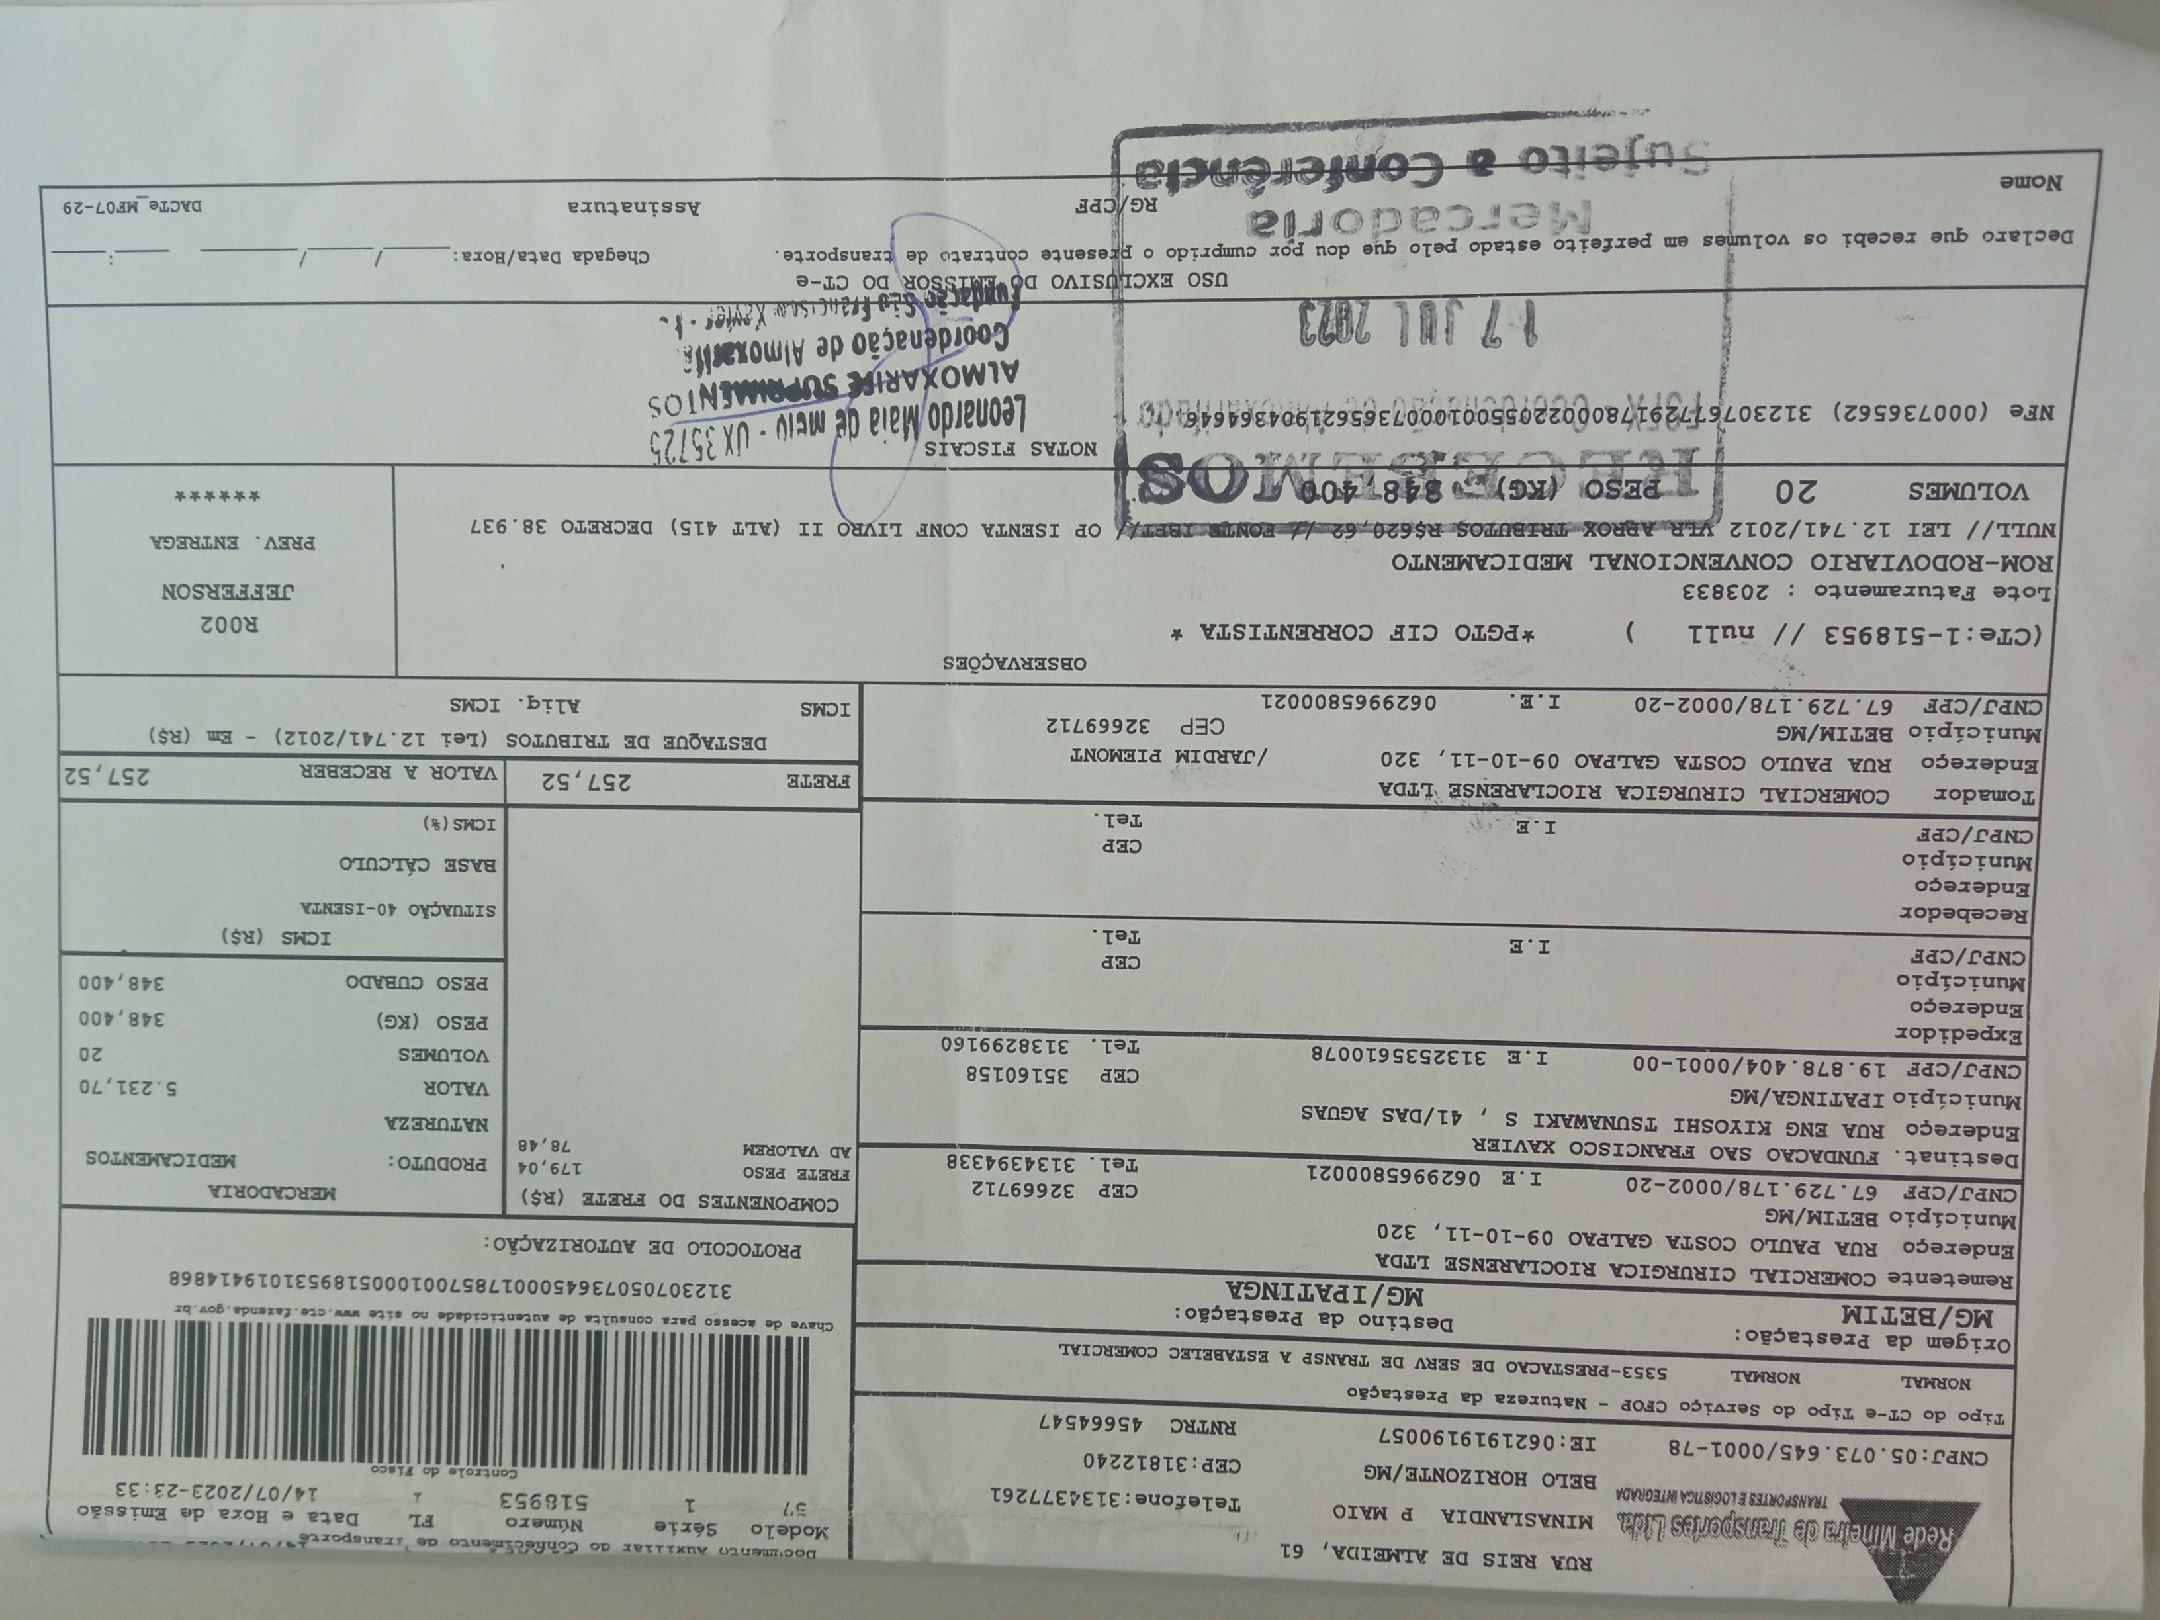 Documento Auxiliar do Conhecimento de Transporte
Rede Mineira de Transportes Ltda.
TRANSPORTES E LOGÍSTICA INTEGRADA
RUA REIS DE ALMEIDA, 61
MINASLANDIA P MAIO Telefone:3134377261
BELO HORIZONTE/MG CEP:31812240
CNPJ:05.073.645/0001-78 IE:0621919190057 RNTRC 45664547
Modelo Série Número FL Data e Hora de Emissão
57 1 518953 1 14/07/2023-23:33
Controle do Fisco
Tipo do CT-e Tipo do Serviço CFOP - Natureza da Prestação
NORMAL NORMAL 5353-PRESTACAO DE SERV DE TRANSP A ESTABELEC COMERCIAL
Origem da Prestação: Destino da Prestação:
MG/BETIM MG/IPATINGA
Chave de acesso para consulta de autenticidade no site www.cte.fazenda.gov.br
31230705073645000178570010005189531019414868
PROTOCOLO DE AUTORIZAÇÃO:
Remetente COMERCIAL CIRURGICA RIOCLARENSE LTDA
Endereço RUA PAULO COSTA GALPAO 09-10-11, 320
Município BETIM/MG CEP 32669712
CNPJ/CPF 67.729.178/0002-20 I.E 0629965800021 Tel. 3134394338
Destinat. FUNDACAO SAO FRANCISCO XAVIER
Endereço RUA ENG KIYOSHI TSUNAWAKI S , 41/DAS AGUAS
Município IPATINGA/MG CEP 35160158
CNPJ/CPF 19.878.404/0001-00 I.E 3132535610078 Tel. 3138299160
Expedidor
Endereço
Município CEP
CNPJ/CPF I.E Tel.
Recebedor
Endereço
Município CEP
CNPJ/CPF I.E Tel.
Tomador COMERCIAL CIRURGICA RIOCLARENSE LTDA
Endereço RUA PAULO COSTA GALPAO 09-10-11, 320 /JARDIM PIEMONT
Município BETIM/MG CEP 32669712
CNPJ/CPF 67.729.178/0002-20 I.E. 0629965800021
COMPONENTES DO FRETE (R$)
FRETE PESO 179,04
AD VALOREM 78,48
MERCADORIA
PRODUTO: MEDICAMENTOS
NATUREZA
VALOR 5.231,70
VOLUMES 20
PESO (KG) 348,400
PESO CUBADO 348,400
ICMS (R$)
SITUAÇÃO 40-ISENTA
BASE CÁLCULO
ICMS(%)
FRETE 257,52 VALOR A RECEBER 257,52
DESTAQUE DE TRIBUTOS (Lei 12.741/2012) - Em (R$)
ICMS Aliq. ICMS
OBSERVAÇÕES
(CTe:1-518953 // null ) *PGTO CIF CORRENTISTA *
Lote Faturamento : 203833
ROM-RODOVIARIO CONVENCIONAL MEDICAMENTO
NULL// LEI 12.741/2012 VLR APROX TRIBUTOS R$620,62 // FONTE IBPT// OP ISENTA CONF LIVRO II (ALT 415) DECRETO 38.937
VOLUMES 20 PESO (KG) 348,400
R002
JEFFERSON
PREV. ENTREGA
******
NOTAS FISCAIS
NFe (000736562) 31230767729178000220550010007365621904364646
RECEBEMOS
FSFX - Coordenação de Almoxarifado
17 JUL 2023
Mercadoria
Sujeito a Conferência
Leonardo Maia de Melo - UX 35725
ALMOXARIFE SUPRIMENTOS
Coordenação de Almoxarifa
Fundação São Francisco Xavier
USO EXCLUSIVO DO EMISSOR DO CT-e
Declaro que recebi os volumes em perfeito estado pelo que dou por cumprido o presente contrato de transporte. Chegada Data/Hora: / / :
Nome RG/CPF Assinatura DACTe_MF07-29